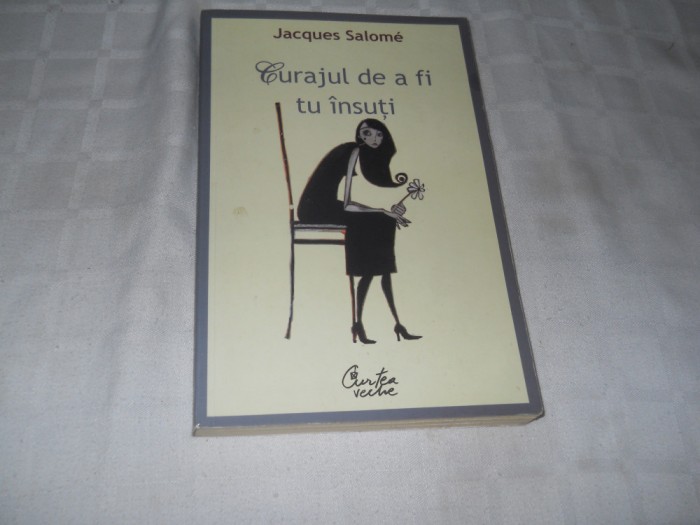 Jacques Salomé
Curajul de a fi
tu însuți
Curtea
veche